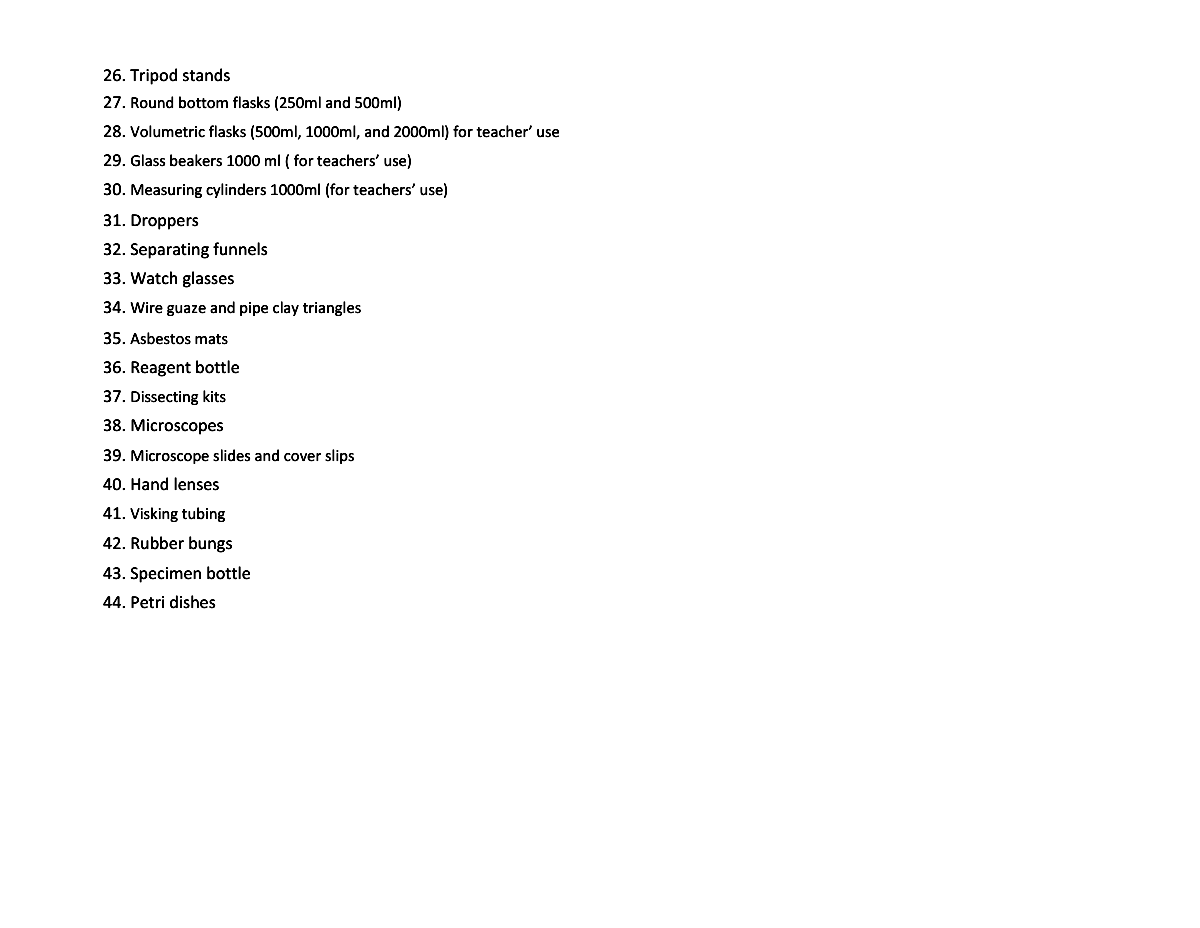 26. Tripod stands
27. Round bottom flasks (250ml and 500ml)
28. Volumetric flasks (500ml, 1000ml, and 2000ml) for teacher’ use
29. Glass beakers 1000 ml ( for teachers’ use)
30. Measuring cylinders 1000ml (for teachers’ use)
31. Droppers
32. Separating funnels
33. Watch glasses
34. Wire guaze and pipe clay triangles
35. Asbestos mats
36. Reagent bottle
37. Dissecting kits
38. Microscopes
39. Microscope slides and cover slips
40. Hand lenses
41. Visking tubing
42. Rubber bungs
43. Specimen bottle
44. Petri dishes